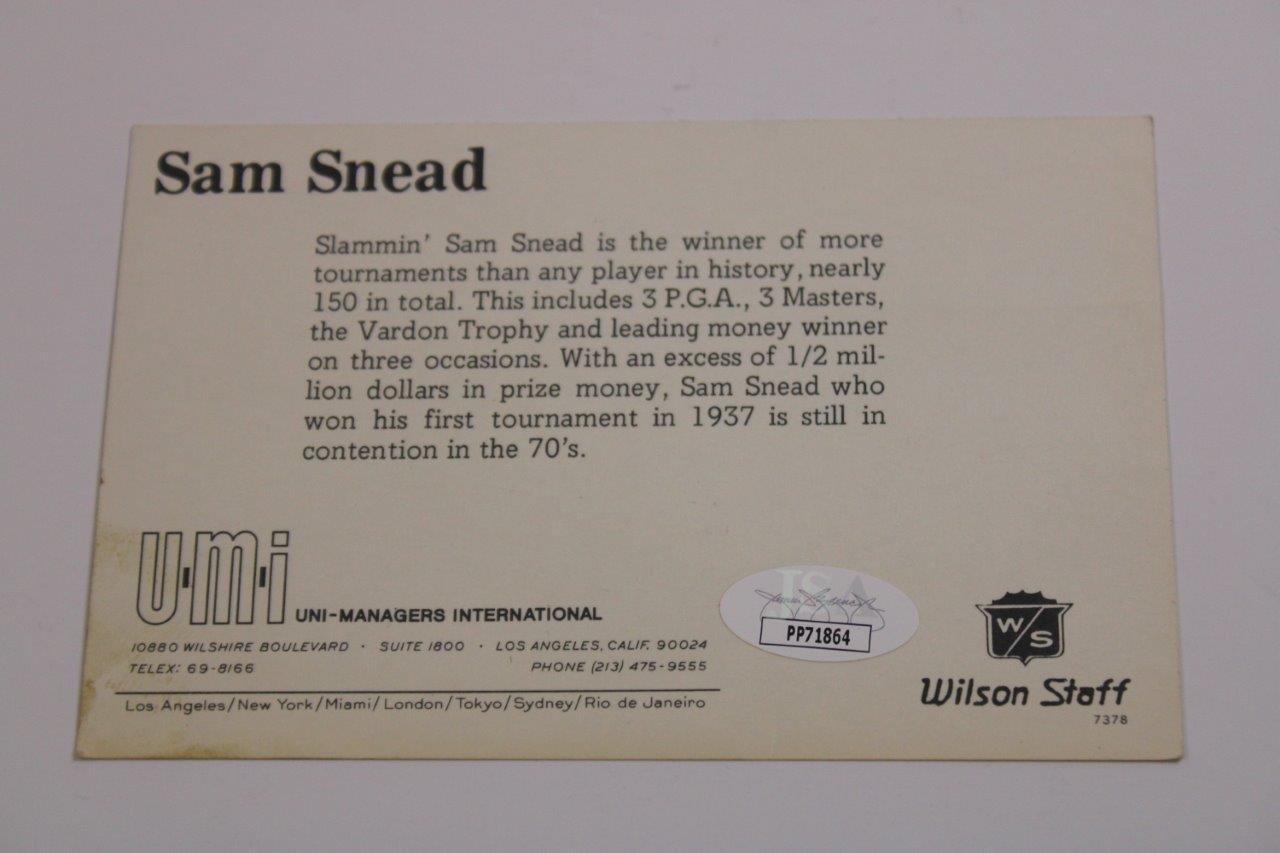 Sam Snead
Slammin' Sam Snead is the winner of more
tournaments than any player in history, nearly
150 in total. This includes 3 P.G.A., 3 Masters,
the Vardon Trophy and leading money winner
on three occasions. With an excess of 1/2 mil-
lion dollars in prize money, Sam Snead who
won his first tournament in 1937 is still in
contention in the 70's.
u·m·i
UNI-MANAGERS INTERNATIONAL
10880 WILSHIRE BOULEVARD · SUITE 1800 · LOS ANGELES, CALIF. 90024
TELEX: 69-8166 PHONE (213) 475-9555
Los Angeles/New York/Miami/London/Tokyo/Sydney/Rio de Janeiro
JSA
PP71864
W/S
Wilson Staff
7378